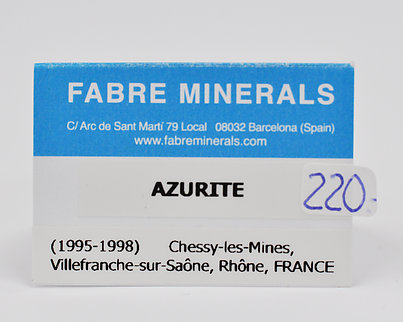 FABRE MINERALS
C/ Arc de Sant Martí 79 Local 08032 Barcelona (Spain)
www.fabreminerals.com
AZURITE
220.-
(1995-1998) Chessy-les-Mines,
Villefranche-sur-Saône, Rhône, FRANCE